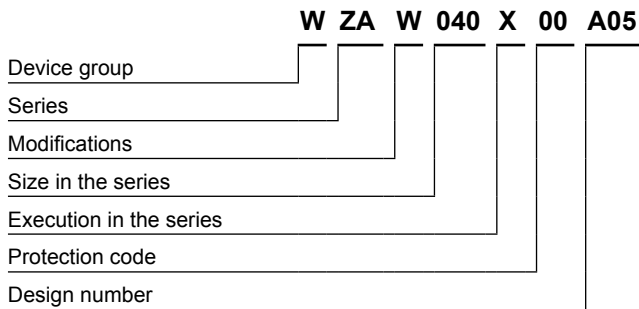 W ZA W 040 X 00 A05
Device group
Series
Modifications
Size in the series
Execution in the series
Protection code
Design number